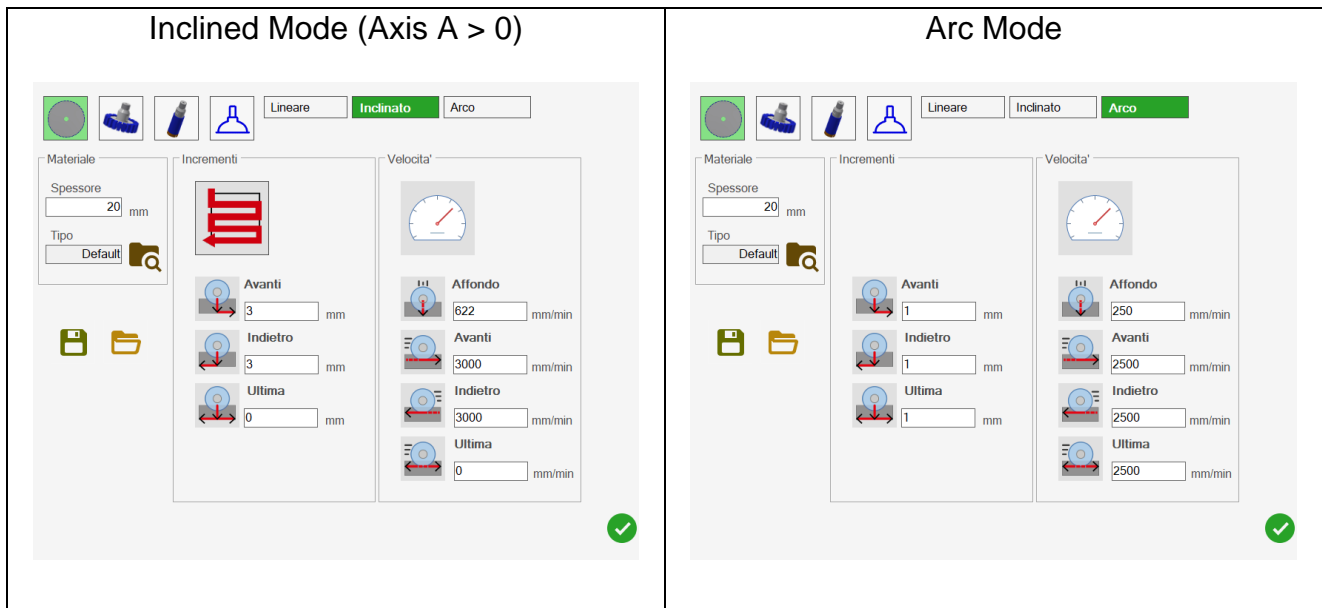 Inclined Mode (Axis A > 0)
Lineare Inclinato Arco
Materiale Incrementi Velocita'
Spessore
20 mm
Tipo
Default
Avanti Affondo
3 mm 622 mm/min
Indietro Avanti
3 mm 3000 mm/min
Ultima Indietro
0 mm 3000 mm/min
Ultima
0 mm/min
Arc Mode
Lineare Inclinato Arco
Materiale Incrementi Velocita'
Spessore
20 mm
Tipo
Default
Avanti Affondo
1 mm 250 mm/min
Indietro Avanti
1 mm 2500 mm/min
Ultima Indietro
1 mm 2500 mm/min
Ultima
2500 mm/min